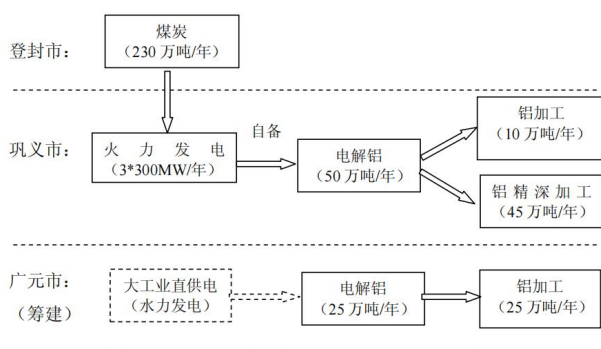 登封市：
煤炭
（230 万吨/年）
巩义市：
火力发电
（3*300MW/年）
自备
电解铝
（50 万吨/年）
铝加工
（10 万吨/年）
铝精深加工
（45 万吨/年）
广元市：
（筹建）
大工业直供电
（水力发电）
电解铝
（25 万吨/年）
铝加工
（25 万吨/年）